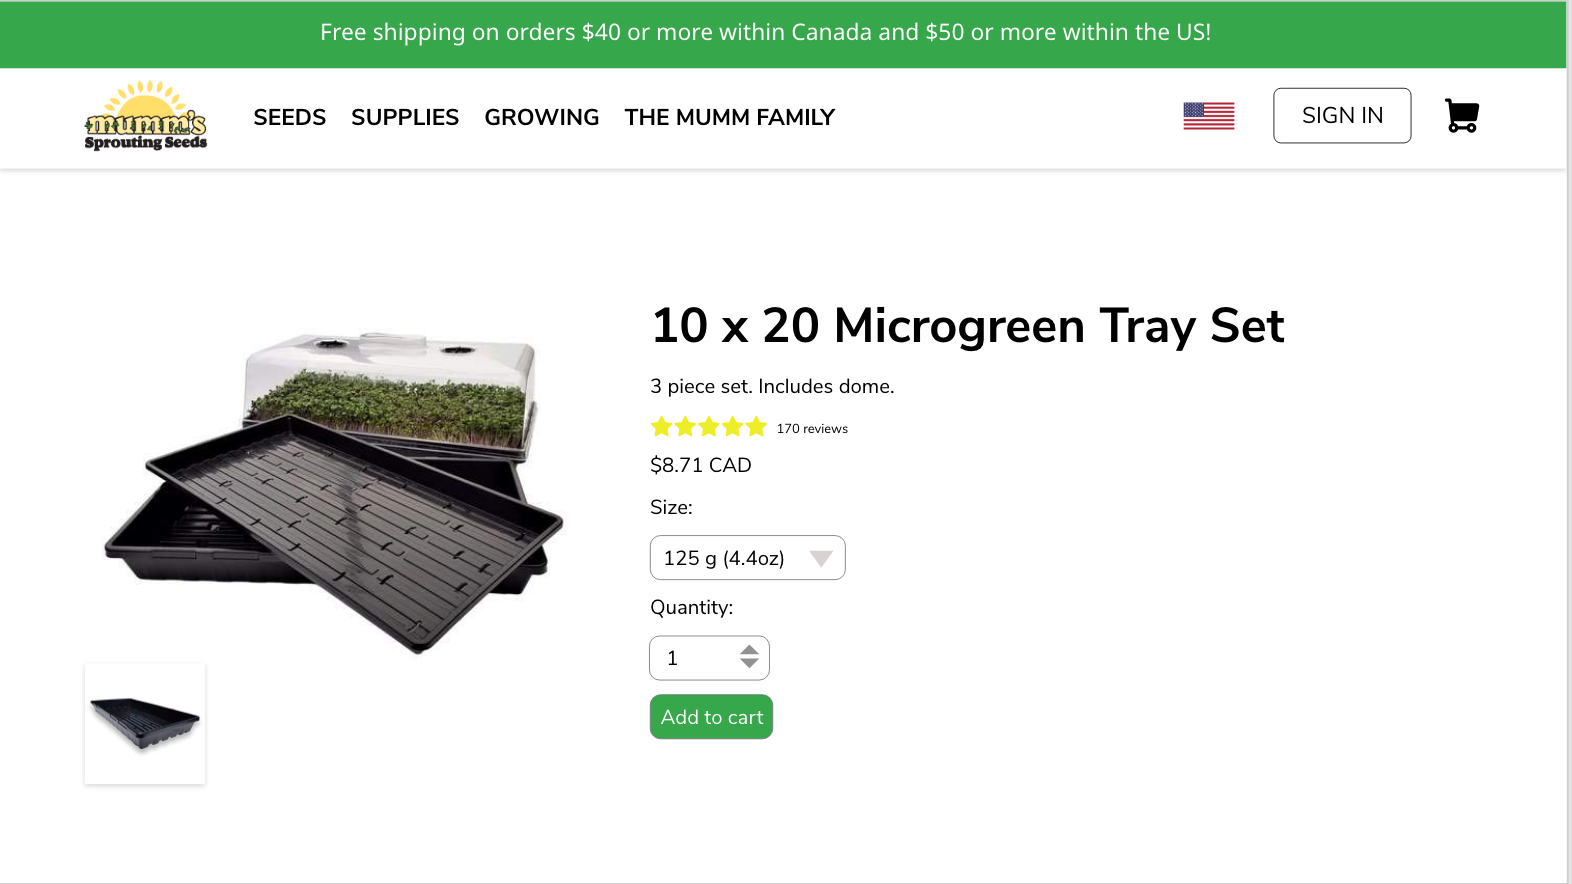 Free shipping on orders $40 or more within Canada and $50 or more within the US!
mumm's
Sprouting Seeds
SEEDS SUPPLIES GROWING THE MUMM FAMILY
SIGN IN
10 x 20 Microgreen Tray Set
3 piece set. Includes dome.
170 reviews
$8.71 CAD
Size:
125 g (4.4oz)
Quantity:
1
Add to cart